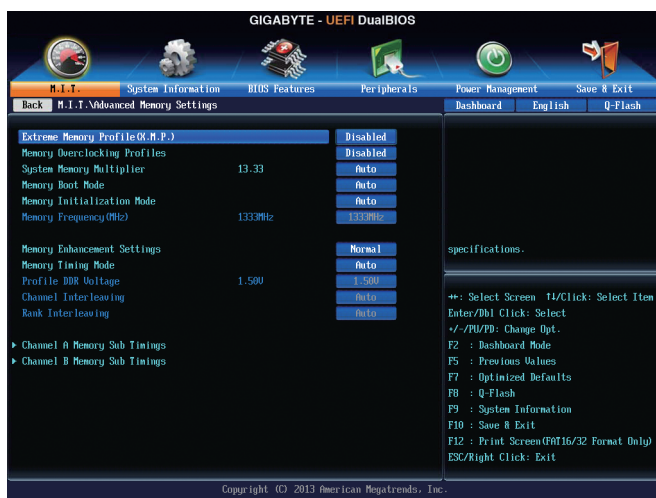 GIGABYTE - UEFI DualBIOS
M.I.T. System Information BIOS Features Peripherals Power Management Save & Exit
Back M.I.T.\Advanced Memory Settings Dashboard English Q-Flash
Extreme Memory Profile(X.M.P.) Disabled
Memory Overclocking Profiles Disabled
System Memory Multiplier 13.33 Auto
Memory Boot Mode Auto
Memory Initialization Mode Auto
Memory Frequency(MHz) 1333MHz 1333MHz
Memory Enhancement Settings Normal
Memory Timing Mode Auto
Profile DDR Voltage 1.50V 1.50V
Channel Interleaving Auto
Rank Interleaving Auto
Channel A Memory Sub Timings
Channel B Memory Sub Timings
specifications.
→←: Select Screen ↑↓/Click: Select Item
Enter/Dbl Click: Select
+/-/PU/PD: Change Opt.
F2 : Dashboard Mode
F5 : Previous Values
F7 : Optimized Defaults
F8 : Q-Flash
F9 : System Information
F10 : Save & Exit
F12 : Print Screen(FAT16/32 Format Only)
ESC/Right Click: Exit
Copyright (C) 2013 American Megatrends, Inc.